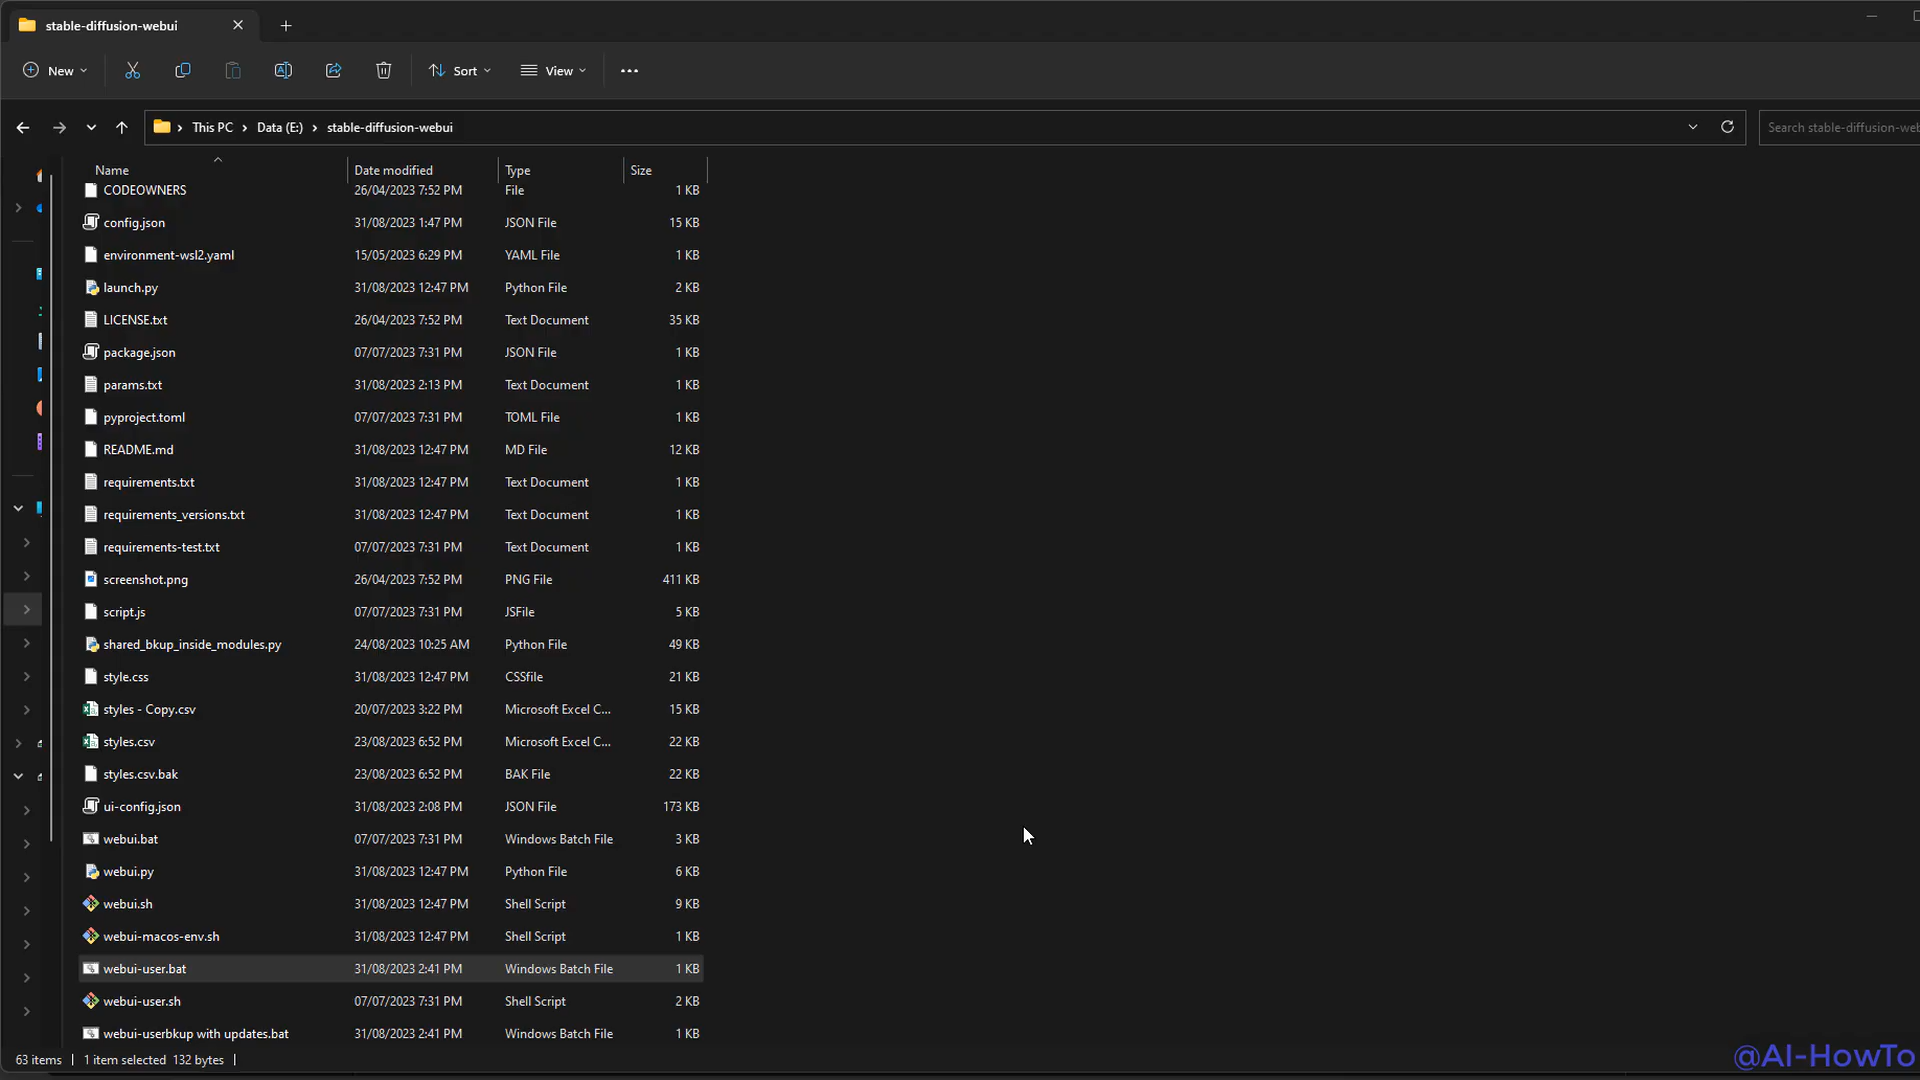 stable-diffusion-webui
New
Sort
View
This PC
Data (E:)
stable-diffusion-webui
Search stable-diffusion-web
Name Date modified Type Size
CODEOWNERS 26/04/2023 7:52 PM File 1 KB
config.json 31/08/2023 1:47 PM JSON File 15 KB
environment-wsl2.yaml 15/05/2023 6:29 PM YAML File 1 KB
launch.py 31/08/2023 12:47 PM Python File 2 KB
LICENSE.txt 26/04/2023 7:52 PM Text Document 35 KB
package.json 07/07/2023 7:31 PM JSON File 1 KB
params.txt 31/08/2023 2:13 PM Text Document 1 KB
pyproject.toml 07/07/2023 7:31 PM TOML File 1 KB
README.md 31/08/2023 12:47 PM MD File 12 KB
requirements.txt 31/08/2023 12:47 PM Text Document 1 KB
requirements_versions.txt 31/08/2023 12:47 PM Text Document 1 KB
requirements-test.txt 07/07/2023 7:31 PM Text Document 1 KB
screenshot.png 26/04/2023 7:52 PM PNG File 411 KB
script.js 07/07/2023 7:31 PM JSFile 5 KB
shared_bkup_inside_modules.py 24/08/2023 10:25 AM Python File 49 KB
style.css 31/08/2023 12:47 PM CSSfile 21 KB
styles - Copy.csv 20/07/2023 3:22 PM Microsoft Excel C... 15 KB
styles.csv 23/08/2023 6:52 PM Microsoft Excel C... 22 KB
styles.csv.bak 23/08/2023 6:52 PM BAK File 22 KB
ui-config.json 31/08/2023 2:08 PM JSON File 173 KB
webui.bat 07/07/2023 7:31 PM Windows Batch File 3 KB
webui.py 31/08/2023 12:47 PM Python File 6 KB
webui.sh 31/08/2023 12:47 PM Shell Script 9 KB
webui-macos-env.sh 31/08/2023 12:47 PM Shell Script 1 KB
webui-user.bat 31/08/2023 2:41 PM Windows Batch File 1 KB
webui-user.sh 07/07/2023 7:31 PM Shell Script 2 KB
webui-userbkup with updates.bat 31/08/2023 2:41 PM Windows Batch File 1 KB
63 items 1 item selected 132 bytes
@AI-HowTo